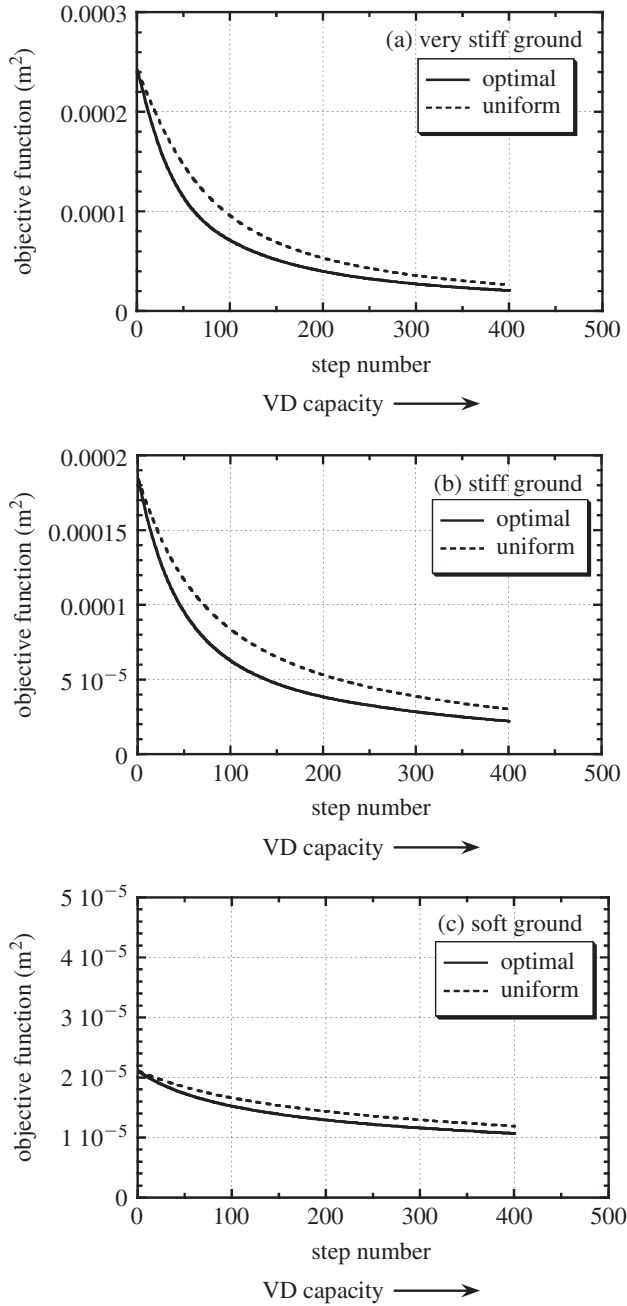 0.0003
(a) very stiff ground
optimal
uniform
0.0002
objective function (m²)
0.0001
0
0 100 200 300 400 500
step number
VD capacity
0.0002
(b) stiff ground
optimal
uniform
0.00015
objective function (m²)
0.0001
5 10⁻⁵
0
0 100 200 300 400 500
step number
VD capacity
5 10⁻⁵
(c) soft ground
optimal
uniform
4 10⁻⁵
objective function (m²)
3 10⁻⁵
2 10⁻⁵
1 10⁻⁵
0
0 100 200 300 400 500
step number
VD capacity